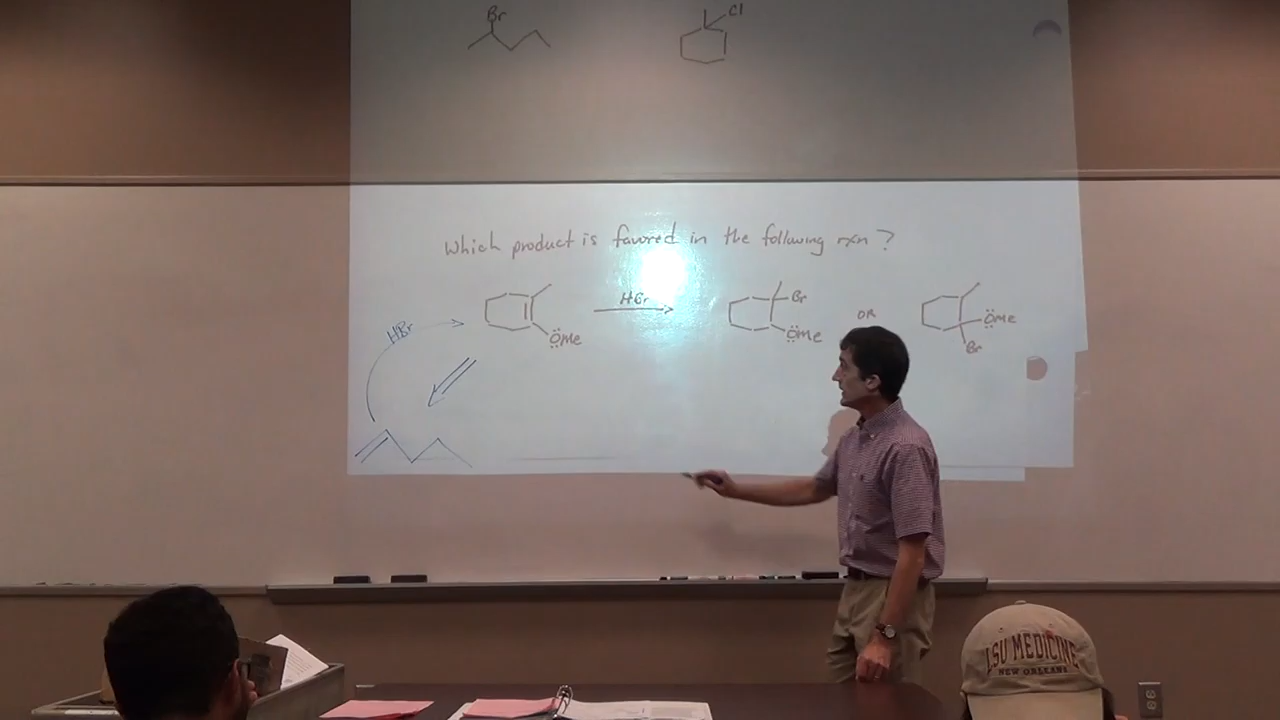 Br
Cl
Which product is favored in the following rxn?
HBr
Br
OR
ÖMe
ÖMe
ÖMe
Br
HBr
LSU MEDICINE
NEW ORLEANS